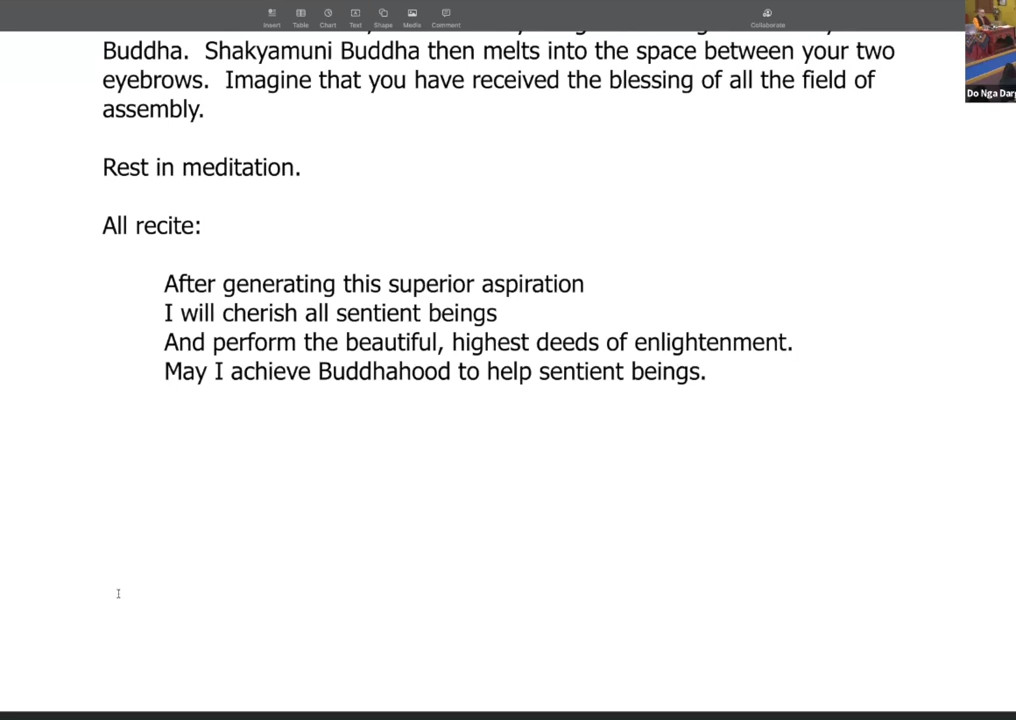 Insert Table Chart Text Shape Media Comment Collaborate
Buddha. Shakyamuni Buddha then melts into the space between your two
eyebrows. Imagine that you have received the blessing of all the field of
assembly.
Do Nga
Rest in meditation.
All recite:
After generating this superior aspiration
I will cherish all sentient beings
And perform the beautiful, highest deeds of enlightenment.
May I achieve Buddhahood to help sentient beings.